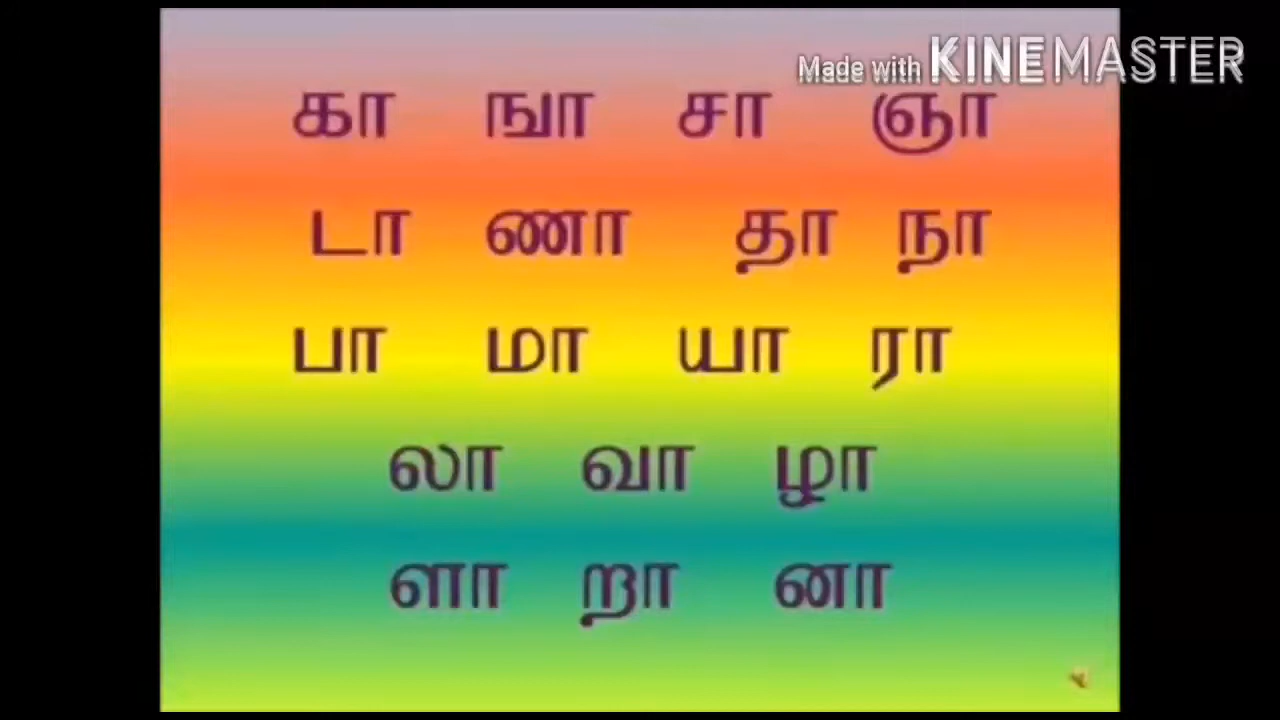 Made with KINEMASTER
கா ஙா சா ஞா
டா ணா தா நா
பா மா யா ரா
லா வா ழா
ளா றா னா